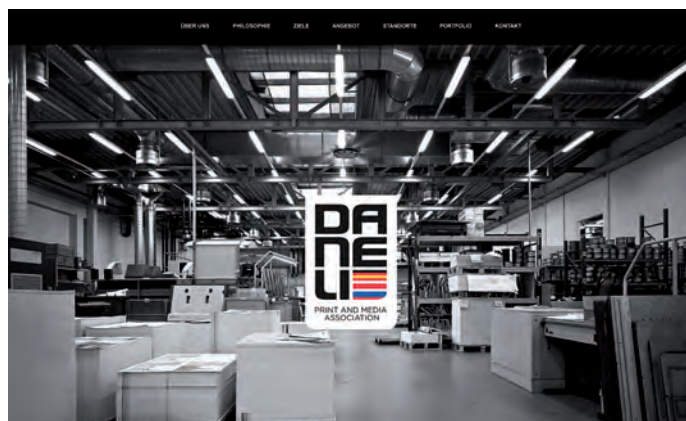 ÜBER UNS PHILOSOPHIE ZIELE ANGEBOT STANDORTE PORTFOLIO KONTAKT
DA
NE
LI
PRINT AND MEDIA
ASSOCIATION